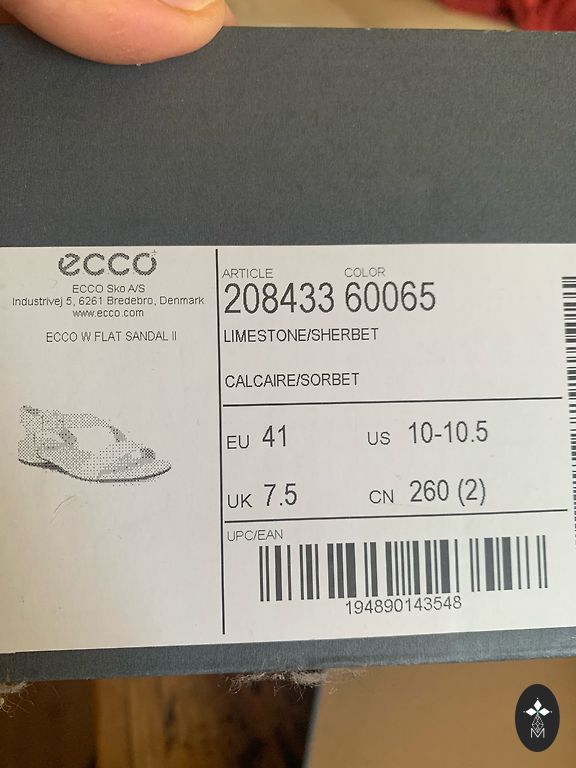 ecco
ECCO Sko A/S
Industrivej 5, 6261 Bredebro, Denmark
www.ecco.com
ECCO W FLAT SANDAL II
ARTICLE COLOR
208433 60065
LIMESTONE/SHERBET
CALCAIRE/SORBET
EU 41 US 10-10.5
UK 7.5 CN 260 (2)
UPC/EAN
194890143548
M